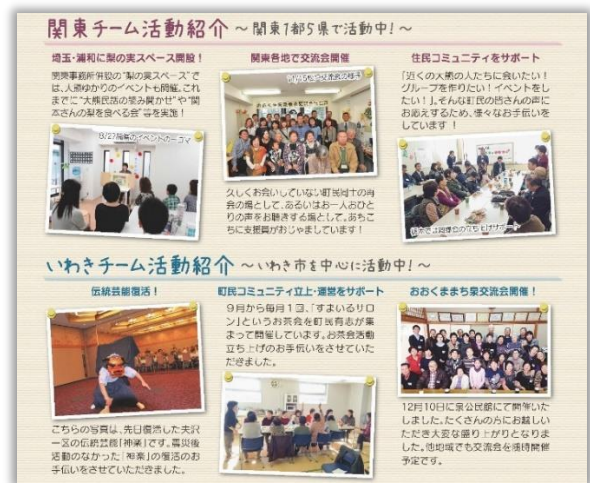 関東チーム活動紹介 ～関東1都5県で活動中!～
埼玉・浦和に梨の実スペース開設!
関東事務所併設の“梨の実スペース”で
は、大熊ゆかりのイベントも開催。これ
までに“大熊民話の読み聞かせ”や“関
本さんの梨を食べる会”等を実施!
9/27開催のイベントの一コマ
関東各地で交流会開催
久しくお会いしていない町民同士の再
会の場として、あるいはお一人おひと
りの声をお聴きする場として。あちこ
ちに支援員がおじゃましています!
住民コミュニティをサポート
「近くの大熊の人たちに会いたい!
グループを作りたい!イベントをし
たい!」。そんな町民の皆さんの声に
お応えするため、様々なお手伝いを
しています!
いわきチーム活動紹介 ～いわき市を中心に活動中!～
伝統芸能復活!
こちらの写真は、先日復活した夫沢
一区の伝統芸能「神楽」です。震災後
活動のなかった「神楽」の復活のお
手伝いをさせていただきました。
町民コミュニティ立上・運営をサポート
9月から毎月1回、「すまいるサロ
ン」というお茶会を町民有志が集
まって開催しています。お茶会活動
立ち上げのお手伝いをさせていた
だきました。
おおくままち泉交流会開催!
12月10日に泉公民館にて開催いた
しました。たくさんの方にお越しい
ただき大変な盛り上がりとなりま
した。他地域でも交流会を随時開催
予定です。